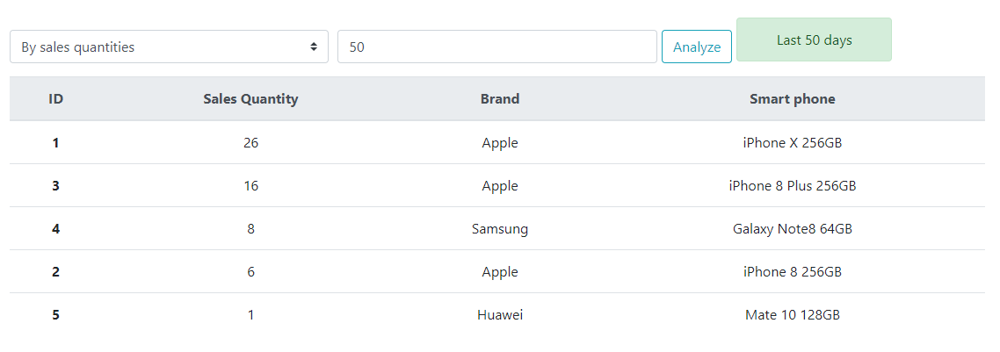 By sales quantities 50 Analyze Last 50 days
ID Sales Quantity Brand Smart phone
1 26 Apple iPhone X 256GB
3 16 Apple iPhone 8 Plus 256GB
4 8 Samsung Galaxy Note8 64GB
2 6 Apple iPhone 8 256GB
5 1 Huawei Mate 10 128GB